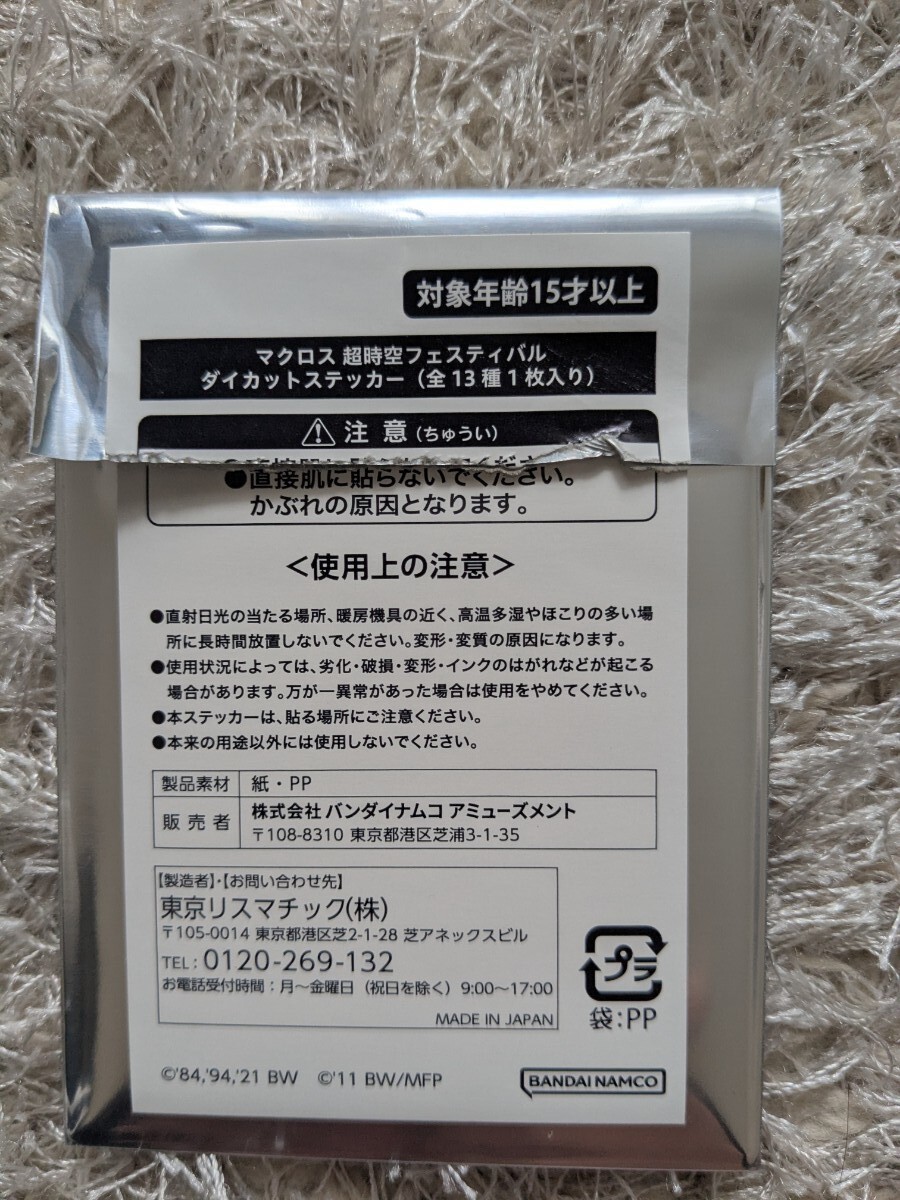 対象年齢15才以上
マクロス 超時空フェスティバル
ダイカットステッカー（全13種1枚入り）
⚠ 注 意（ちゅうい）
●直接肌に貼らないでください。
かぶれの原因となります。
＜使用上の注意＞
●直射日光の当たる場所、暖房機具の近く、高温多湿やほこりの多い場
所に長時間放置しないでください。変形・変質の原因になります。
●使用状況によっては、劣化・破損・変形・インクのはがれなどが起こる
場合があります。万が一異常があった場合は使用をやめてください。
●本ステッカーは、貼る場所にご注意ください。
●本来の用途以外には使用しないでください。
製品素材 紙・PP
販売者 株式会社 バンダイナムコ アミューズメント
〒108-8310 東京都港区芝浦3-1-35
【製造者】・【お問い合わせ先】
東京リスマチック(株)
〒105-0014 東京都港区芝2-1-28 芝アネックスビル
TEL：0120-269-132
お電話受付時間：月～金曜日（祝日を除く）9:00～17:00
MADE IN JAPAN
プラ
袋：PP
©'84,'94,'21 BW ©'11 BW/MFP
BANDAI NAMCO